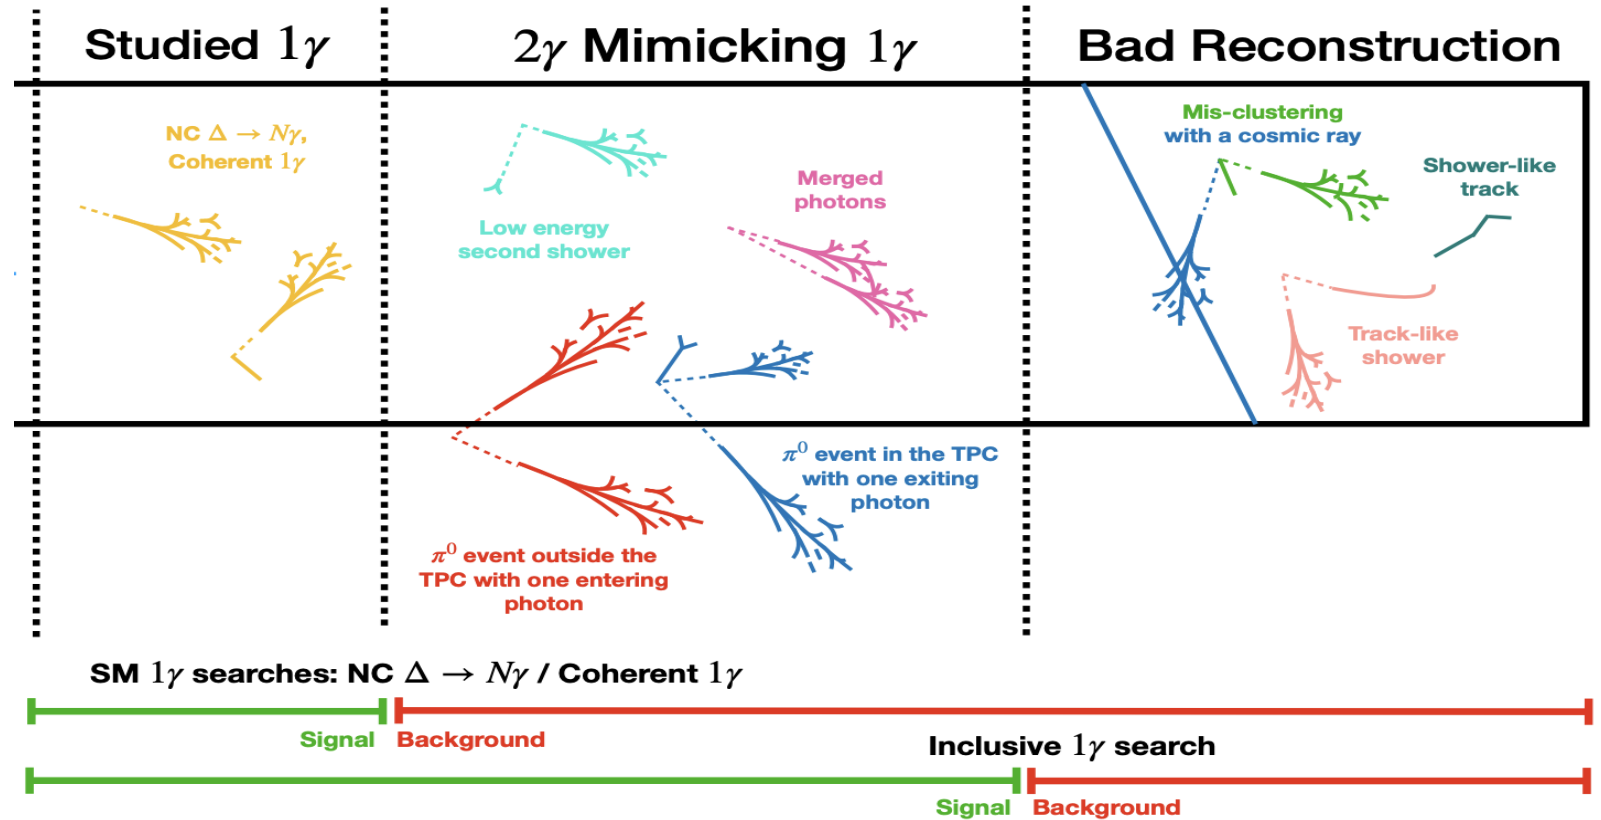 Studied 1γ
2γ Mimicking 1γ
Bad Reconstruction
NC Δ → Nγ,
Coherent 1γ
Low energy
second shower
Merged
photons
Mis-clustering
with a cosmic ray
Shower-like
track
Track-like
shower
π⁰ event in the TPC
with one exiting
photon
π⁰ event outside the
TPC with one entering
photon
SM 1γ searches: NC Δ → Nγ / Coherent 1γ
Signal
Background
Inclusive 1γ search
Signal
Background